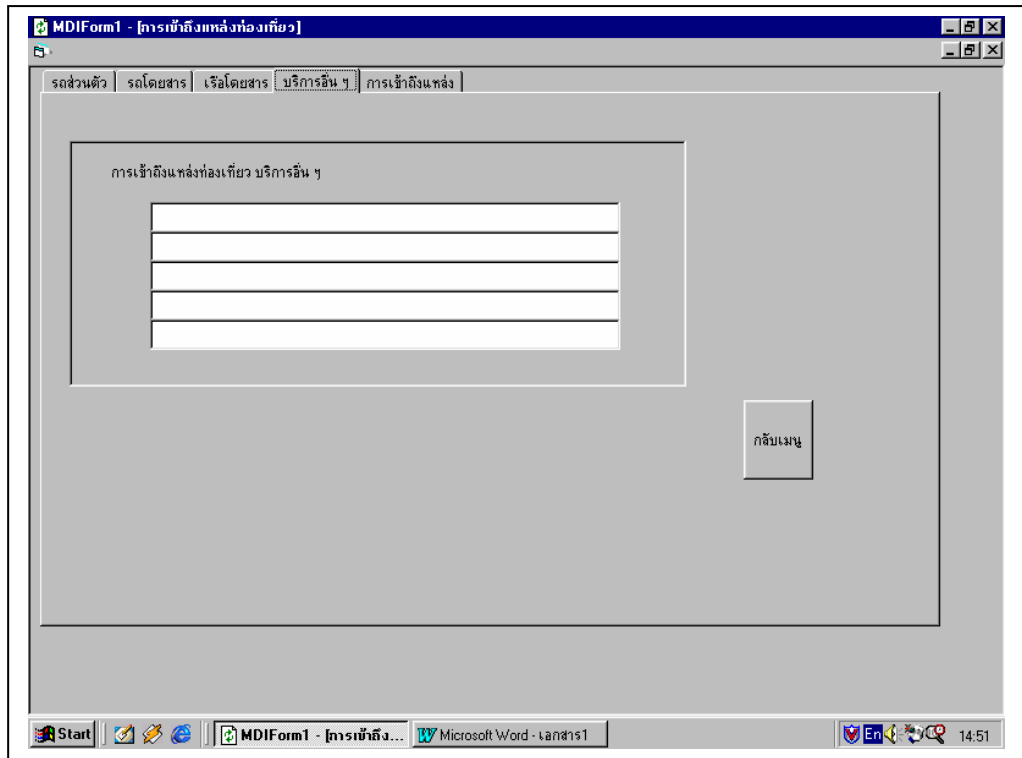 MDIForm1 - [การเข้าถึงแหล่งท่องเที่ยว]
รถส่วนตัว รถโดยสาร เรือโดยสาร บริการอื่น ๆ การเข้าถึงแหล่ง
การเข้าถึงแหล่งท่องเที่ยว บริการอื่น ๆ
กลับเมนู
Start MDIForm1 - [การเข้าถึง... Microsoft Word - เอกสาร1 En 14:51